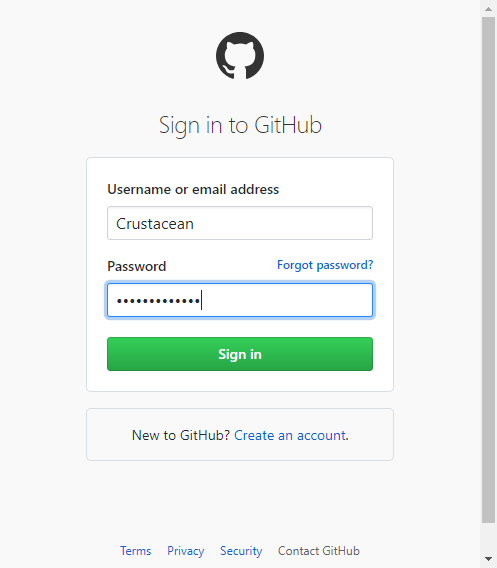 Sign in to GitHub
Username or email address
Crustacean
Password Forgot password?
•••••••••••••
Sign in
New to GitHub? Create an account.
Terms Privacy Security Contact GitHub